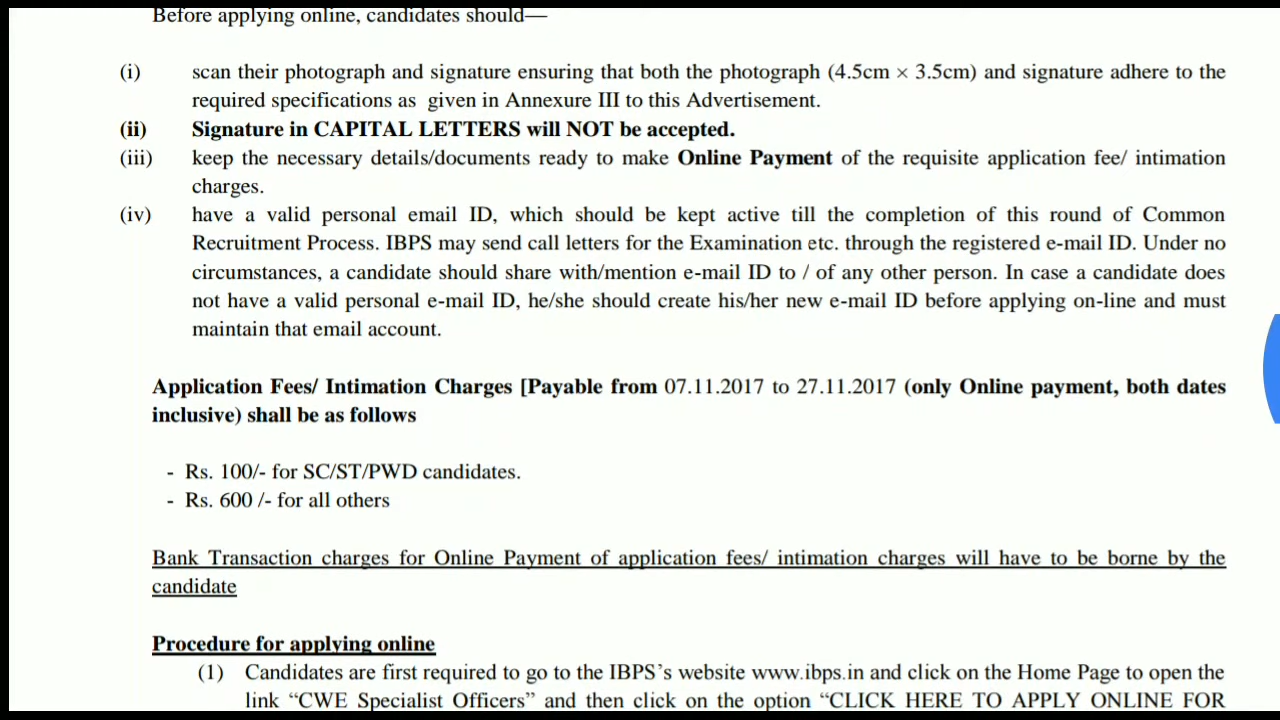 Before applying online, candidates should—
(i) scan their photograph and signature ensuring that both the photograph (4.5cm × 3.5cm) and signature adhere to the
required specifications as given in Annexure III to this Advertisement.
(ii) Signature in CAPITAL LETTERS will NOT be accepted.
(iii) keep the necessary details/documents ready to make Online Payment of the requisite application fee/ intimation
charges.
(iv) have a valid personal email ID, which should be kept active till the completion of this round of Common
Recruitment Process. IBPS may send call letters for the Examination etc. through the registered e-mail ID. Under no
circumstances, a candidate should share with/mention e-mail ID to / of any other person. In case a candidate does
not have a valid personal e-mail ID, he/she should create his/her new e-mail ID before applying on-line and must
maintain that email account.
Application Fees/ Intimation Charges [Payable from 07.11.2017 to 27.11.2017 (only Online payment, both dates
inclusive) shall be as follows
- Rs. 100/- for SC/ST/PWD candidates.
- Rs. 600 /- for all others
Bank Transaction charges for Online Payment of application fees/ intimation charges will have to be borne by the
candidate
Procedure for applying online
(1) Candidates are first required to go to the IBPS’s website www.ibps.in and click on the Home Page to open the
link “CWE Specialist Officers” and then click on the option “CLICK HERE TO APPLY ONLINE FOR